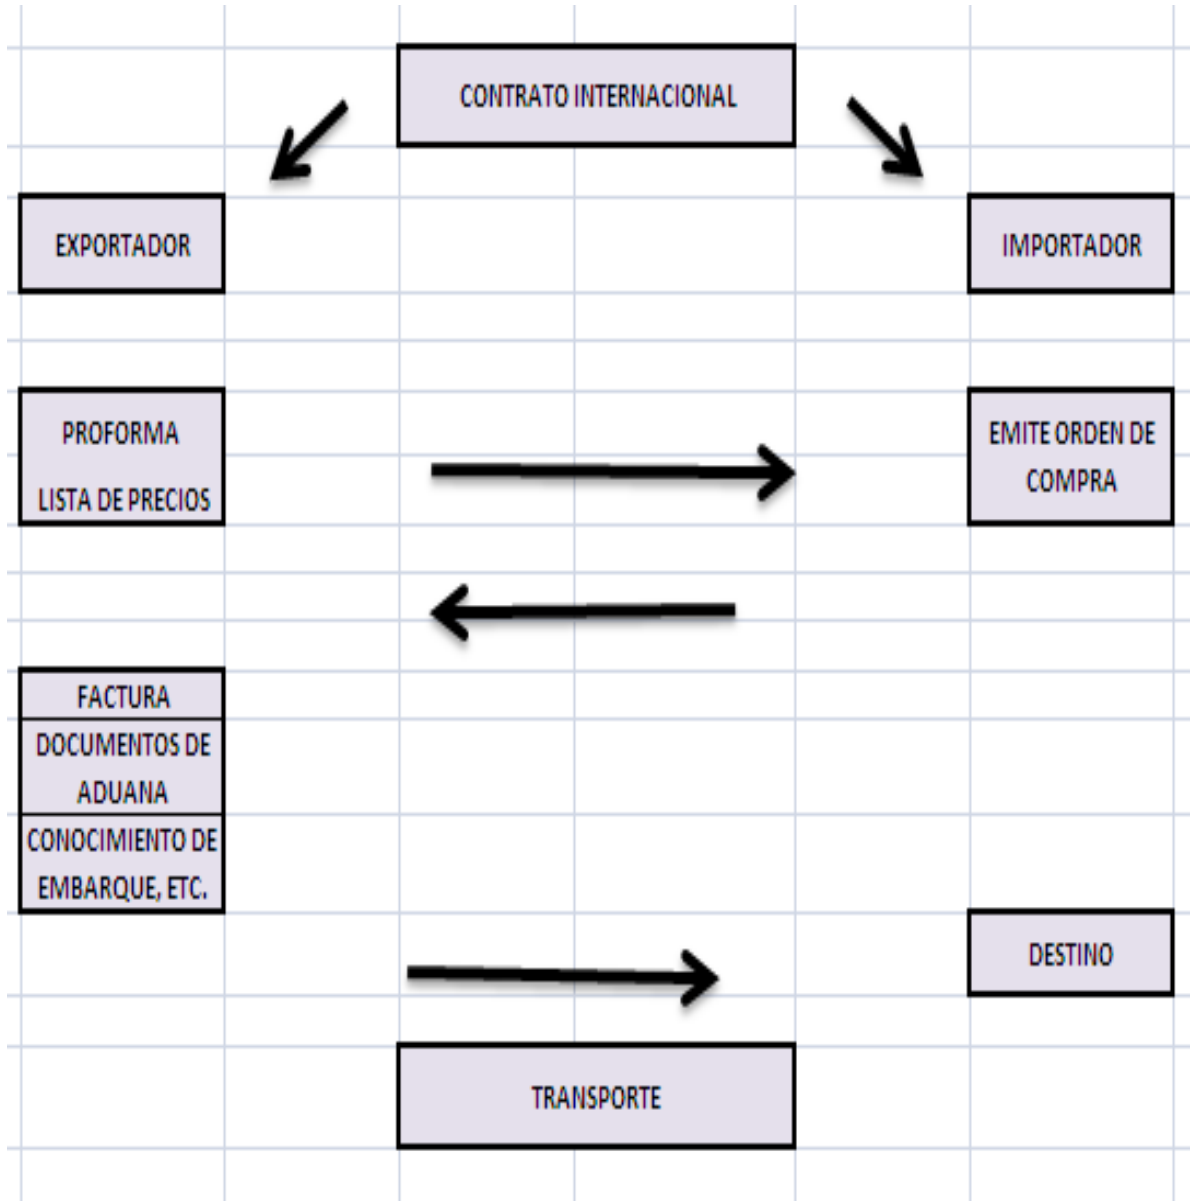 CONTRATO INTERNACIONAL
EXPORTADOR
IMPORTADOR
PROFORMA
LISTA DE PRECIOS
EMITE ORDEN DE
COMPRA
FACTURA
DOCUMENTOS DE
ADUANA
CONOCIMIENTO DE
EMBARQUE, ETC.
DESTINO
TRANSPORTE